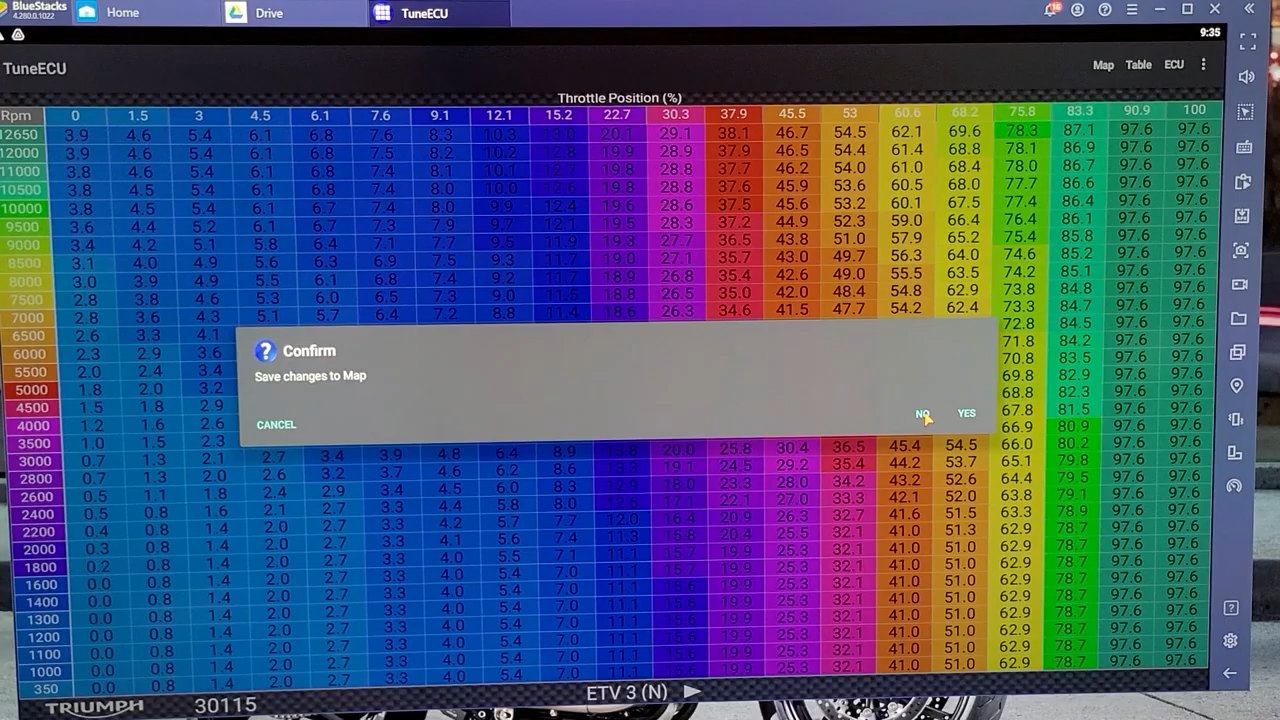 BlueStacks
4.280.0.1022
Home
Drive
TuneECU
16
9:35
TuneECU
Map Table ECU
Throttle Position (%)
Rpm 0 1.5 3 4.5 6.1 7.6 9.1 12.1 15.2 22.7 30.3 37.9 45.5 53 60.6 68.2 75.8 83.3 90.9 100
12650 3.9 4.6 5.4 6.1 6.8 7.6 8.3 10.3 13.0 20.1 29.1 38.1 46.7 54.5 62.1 69.6 78.3 87.1 97.6 97.6
12000 3.9 4.6 5.4 6.1 6.8 7.5 8.2 10.2 12.8 19.9 28.9 37.9 46.5 54.4 61.4 68.8 78.1 86.9 97.6 97.6
11000 3.8 4.6 5.4 6.1 6.8 7.4 8.1 10.1 12.7 19.8 28.8 37.7 46.2 54.0 61.0 68.4 78.0 86.7 97.6 97.6
10500 3.8 4.5 5.4 6.1 6.8 7.4 8.0 10.0 12.6 19.8 28.8 37.6 45.9 53.6 60.5 68.0 77.7 86.6 97.6 97.6
10000 3.8 4.5 5.4 6.1 6.7 7.4 8.0 9.9 12.4 19.6 28.6 37.5 45.6 53.2 60.1 67.5 77.4 86.4 97.6 97.6
9500 3.6 4.4 5.2 6.1 6.7 7.3 7.9 9.7 12.1 19.5 28.3 37.2 44.9 52.3 59.0 66.4 76.4 86.1 97.6 97.6
9000 3.4 4.2 5.1 5.8 6.4 7.1 7.7 9.5 11.9 19.3 27.7 36.5 43.8 51.0 57.9 65.2 75.4 85.8 97.6 97.6
8500 3.1 4.0 4.9 5.6 6.3 6.9 7.5 9.3 11.7 19.0 27.1 35.7 43.0 49.7 56.3 64.0 74.6 85.2 97.6 97.6
8000 3.0 3.9 4.9 5.5 6.1 6.8 7.4 9.2 11.7 18.9 26.8 35.4 42.6 49.0 55.5 63.5 74.2 85.1 97.6 97.6
7500 2.8 3.8 4.6 5.3 6.0 6.5 7.3 9.0 11.5 18.8 26.5 35.0 42.0 48.4 54.8 62.9 73.8 84.8 97.6 97.6
7000 2.8 3.6 4.3 5.1 5.7 6.4 7.2 8.8 11.4 18.6 26.3 34.6 41.5 47.7 54.2 62.4 73.3 84.7 97.6 97.6
6500 2.6 3.3 4.1 72.8 84.5 97.6 97.6
6000 2.3 2.9 3.6 71.8 84.2 97.6 97.6
5500 2.0 2.4 3.4 70.8 83.5 97.6 97.6
5000 1.8 2.0 3.2 69.8 82.9 97.6 97.6
4500 1.5 1.8 2.9 68.8 82.3 97.6 97.6
4000 1.2 1.6 2.6 67.8 81.5 97.6 97.6
3500 1.0 1.5 2.3 66.9 80.9 97.6 97.6
Confirm
Save changes to Map
CANCEL
NO YES
3000 0.7 1.3 2.1 2.7 3.4 3.9 4.8 6.4 8.9 13.8 20.0 25.8 30.4 36.5 45.4 54.5 66.0 80.2 97.6 97.6
2800 0.7 1.3 2.0 2.6 3.2 3.7 4.6 6.2 8.6 13.3 19.1 24.5 29.2 35.4 44.2 53.7 65.1 79.8 97.6 97.6
2600 0.5 1.1 1.8 2.4 2.9 3.4 4.5 6.0 8.3 12.9 18.0 23.3 28.0 34.2 43.2 52.6 64.4 79.5 97.6 97.6
2400 0.5 0.8 1.6 2.1 2.7 3.3 4.4 5.8 8.0 12.6 17.1 22.1 27.0 33.3 42.1 52.0 63.8 79.1 97.6 97.6
2200 0.4 0.8 1.4 2.0 2.7 3.3 4.2 5.7 7.7 12.0 16.4 20.9 26.3 32.7 41.6 51.5 63.3 78.9 97.6 97.6
2000 0.3 0.8 1.4 2.0 2.7 3.3 4.1 5.6 7.4 11.3 15.8 20.4 25.5 32.1 41.0 51.3 62.9 78.7 97.6 97.6
1800 0.2 0.8 1.4 2.0 2.7 3.3 4.0 5.5 7.1 11.1 15.7 19.9 25.3 32.1 41.0 51.0 62.9 78.7 97.6 97.6
1600 0.0 0.8 1.4 2.0 2.7 3.3 4.0 5.4 7.0 11.1 15.7 19.9 25.3 32.1 41.0 51.0 62.9 78.7 97.6 97.6
1400 0.0 0.8 1.4 2.0 2.7 3.3 4.0 5.4 7.0 11.1 15.6 19.9 25.3 32.1 41.0 51.0 62.9 78.7 97.6 97.6
1300 0.0 0.8 1.4 2.0 2.7 3.3 4.0 5.4 7.0 11.1 15.6 19.9 25.3 32.1 41.0 51.0 62.9 78.7 97.6 97.6
1200 0.0 0.8 1.4 2.0 2.7 3.3 4.0 5.4 7.0 11.1 15.6 19.9 25.3 32.1 41.0 51.0 62.9 78.7 97.6 97.6
1100 0.0 0.8 1.4 2.0 2.7 3.3 4.0 5.4 7.0 11.1 15.6 19.9 25.3 32.1 41.0 51.0 62.9 78.7 97.6 97.6
1000 0.0 0.8 1.4 2.0 2.7 3.3 4.0 5.4 7.0 11.1 15.6 19.9 25.3 32.1 41.0 51.0 62.9 78.7 97.6 97.6
350 0.0 0.8 1.4 2.0 2.7 3.3 4.0 5.4 7.0 11.1 15.6 19.9 25.3 32.1 41.0 51.0 62.9 78.7 97.6 97.6
TRIUMPH 30115 ETV 3 (N)